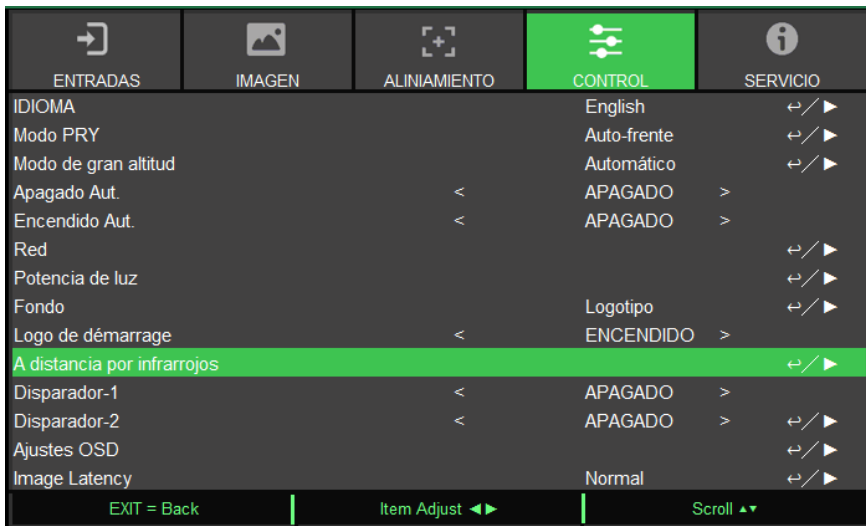 ENTRADAS IMAGEN ALINIAMIENTO CONTROL SERVICIO
IDIOMA English ↩/▶
Modo PRY Auto-frente ↩/▶
Modo de gran altitud Automático ↩/▶
Apagado Aut. < APAGADO >
Encendido Aut. < APAGADO >
Red ↩/▶
Potencia de luz ↩/▶
Fondo Logotipo ↩/▶
Logo de démarrage < ENCENDIDO >
A distancia por infrarrojos ↩/▶
Disparador-1 < APAGADO >
Disparador-2 < APAGADO > ↩/▶
Ajustes OSD ↩/▶
Image Latency Normal ↩/▶
EXIT = Back Item Adjust ◀▶ Scroll ▲▼